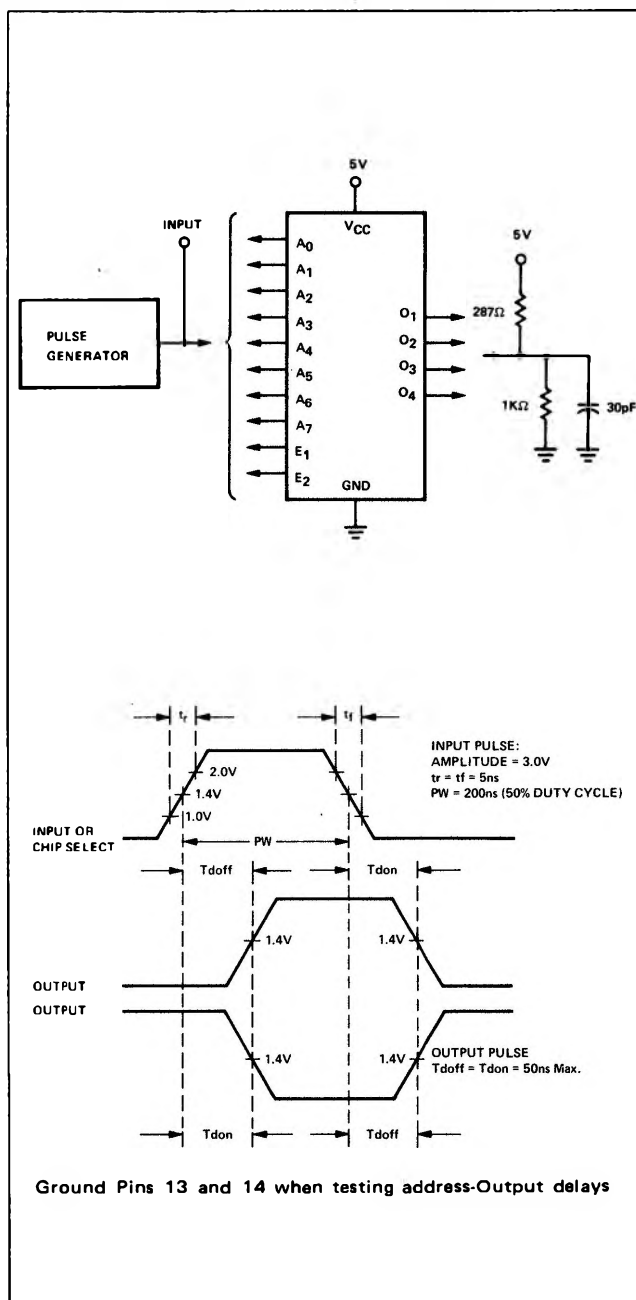 5V
INPUT
VCC
A0
A1
A2
A3
A4
A5
A6
A7
E1
E2
O1
O2
O3
O4
GND
PULSE
GENERATOR
5V
287Ω
1KΩ
30pF
tr
tf
2.0V
1.4V
1.0V
INPUT PULSE:
AMPLITUDE = 3.0V
tr = tf = 5ns
PW = 200ns (50% DUTY CYCLE)
INPUT OR
CHIP SELECT
PW
Tdoff
Tdon
1.4V
1.4V
OUTPUT
OUTPUT
1.4V
1.4V
OUTPUT PULSE
Tdoff = Tdon = 50ns Max.
Tdon
Tdoff
Ground Pins 13 and 14 when testing address-Output delays